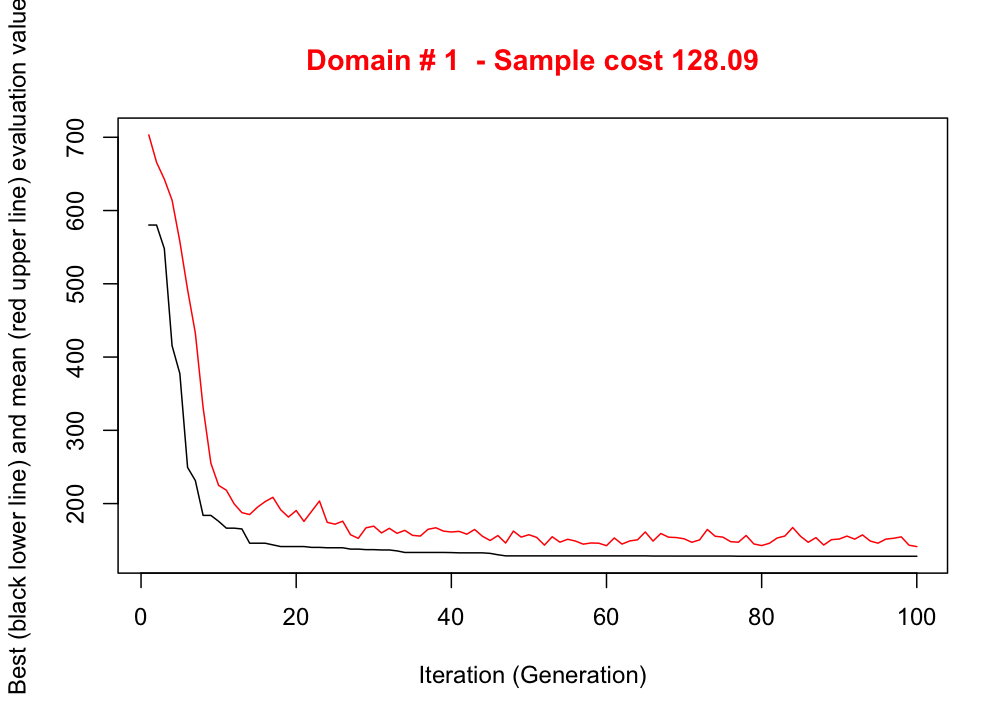 Domain # 1  - Sample cost 128.09
Best (black lower line) and mean (red upper line) evaluation value
700
600
500
400
300
200
0 20 40 60 80 100
Iteration (Generation)